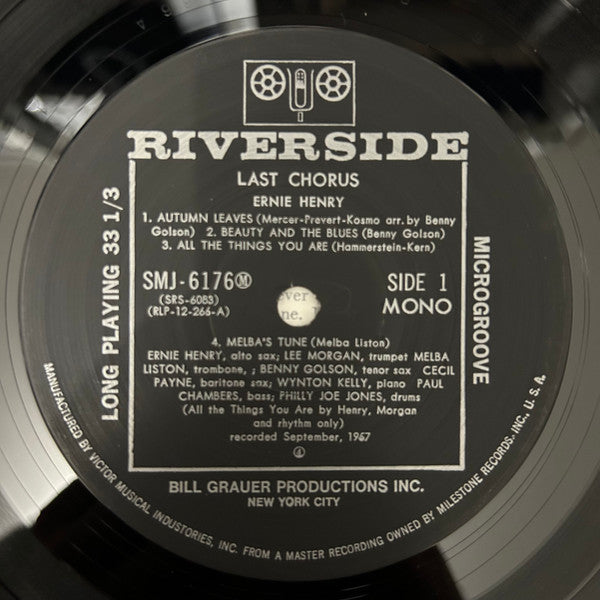 RIVERSIDE
LAST CHORUS
ERNIE HENRY
1. AUTUMN LEAVES (Mercer-Prevert-Kosmo arr. by Benny
Golson) 2. BEAUTY AND THE BLUES (Benny Golson)
3. ALL THE THINGS YOU ARE (Hammerstein-Kern)
LONG PLAYING 33 1/3
SMJ-6176Ⓜ
(SRS-6083)
(RLP-12-266-A)
ever
ne.
SIDE 1
MONO
MICROGROOVE
4. MELBA'S TUNE (Melba Liston)
ERNIE HENRY, alto sax; LEE MORGAN, trumpet MELBA
LISTON, trombone, ; BENNY GOLSON, tenor sax CECIL
PAYNE, baritone sax; WYNTON KELLY, piano PAUL
CHAMBERS, bass; PHILLY JOE JONES, drums
(All the Things You Are by Henry, Morgan
and rhythm only)
recorded September, 1957
BILL GRAUER PRODUCTIONS INC.
NEW YORK CITY
MANUFACTURED BY VICTOR MUSICAL INDUSTRIES, INC. FROM A MASTER RECORDING OWNED BY MILESTONE RECORDS, INC., U. S. A.